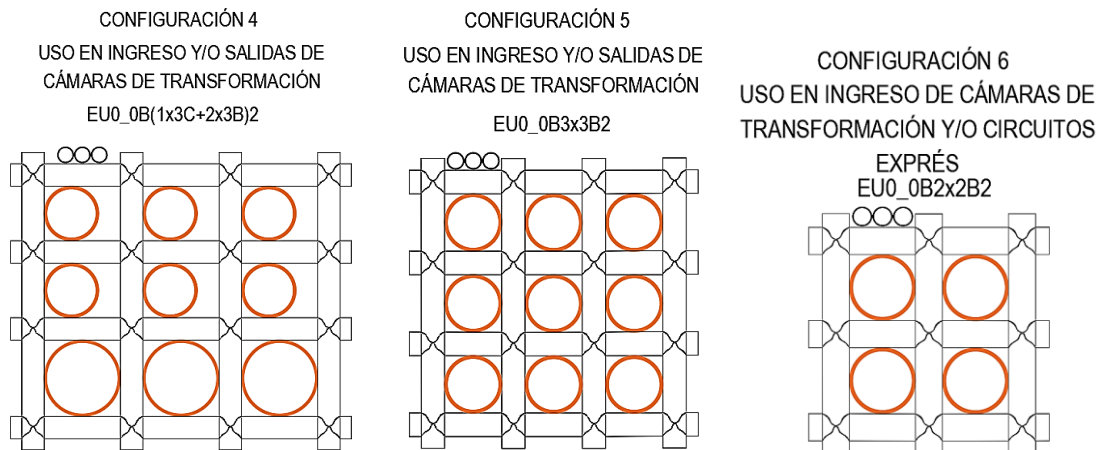 CONFIGURACIÓN 4
USO EN INGRESO Y/O SALIDAS DE
CÁMARAS DE TRANSFORMACIÓN
EU0_0B(1x3C+2x3B)2
CONFIGURACIÓN 5
USO EN INGRESO Y/O SALIDAS DE
CÁMARAS DE TRANSFORMACIÓN
EU0_0B3x3B2
CONFIGURACIÓN 6
USO EN INGRESO DE CÁMARAS DE
TRANSFORMACIÓN Y/O CIRCUITOS
EXPRÉS
EU0_0B2x2B2